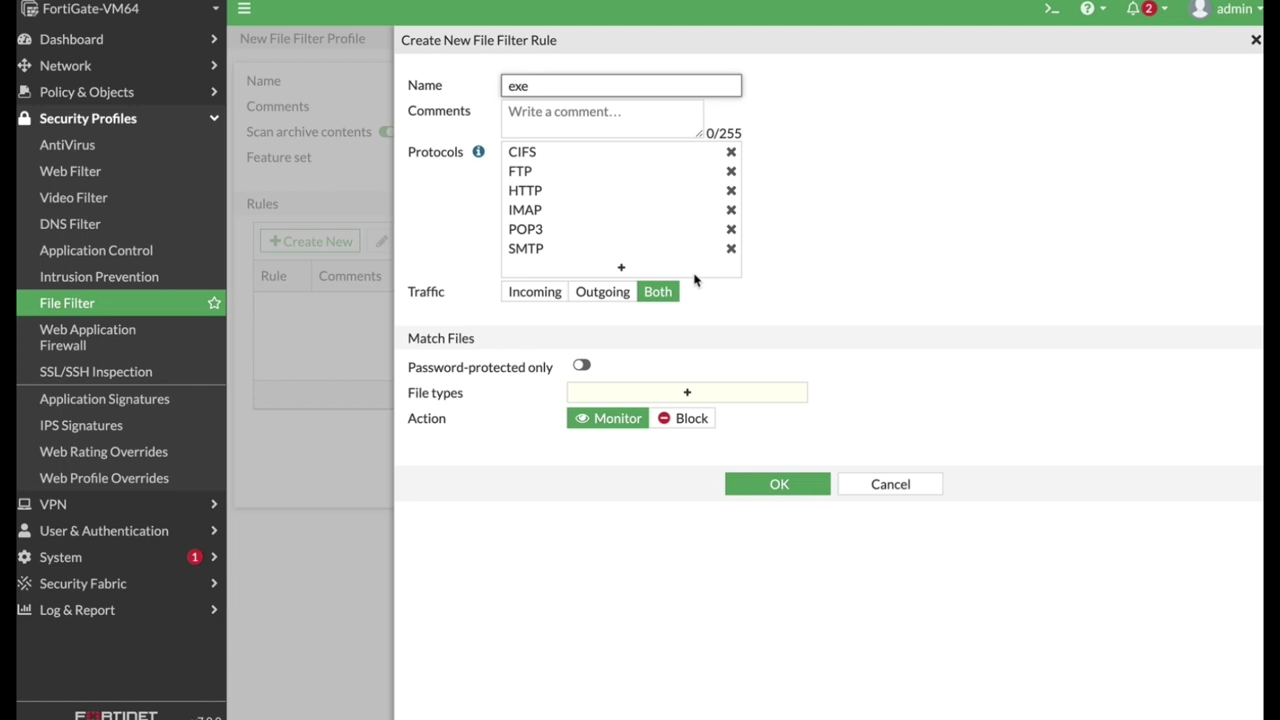 FortiGate-VM64
2
admin
Dashboard
Network
Policy & Objects
Security Profiles
AntiVirus
Web Filter
Video Filter
DNS Filter
Application Control
Intrusion Prevention
File Filter
Web Application
Firewall
SSL/SSH Inspection
Application Signatures
IPS Signatures
Web Rating Overrides
Web Profile Overrides
VPN
User & Authentication
System
1
Security Fabric
Log & Report
FORTINET
New File Filter Profile
Name
Comments
Scan archive contents
Feature set
Rules
Create New
Rule
Comments
Create New File Filter Rule
Name
exe
Comments
Write a comment...
0/255
Protocols
CIFS
FTP
HTTP
IMAP
POP3
SMTP
Traffic
Incoming
Outgoing
Both
Match Files
Password-protected only
File types
Action
Monitor
Block
OK
Cancel